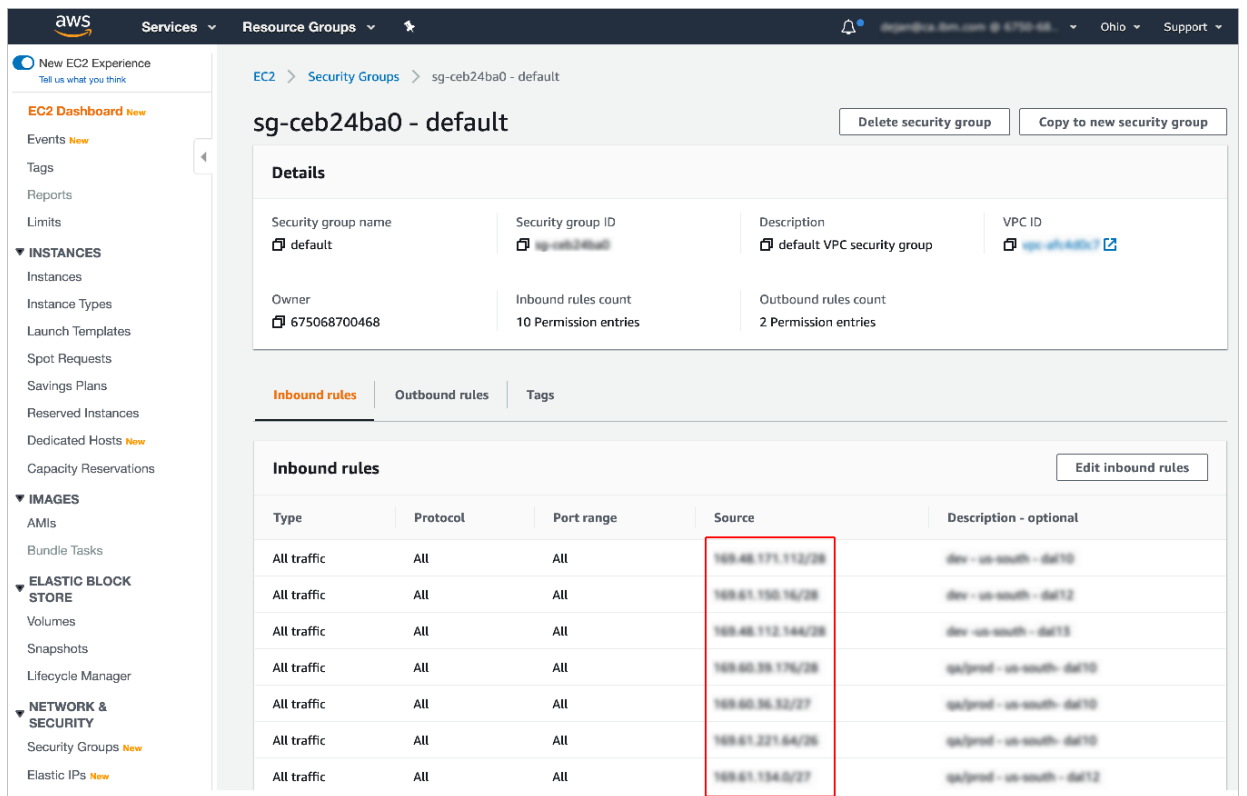 aws Services Resource Groups Ohio Support
New EC2 Experience
Tell us what you think
EC2 Dashboard New
Events New
Tags
Reports
Limits
INSTANCES
Instances
Instance Types
Launch Templates
Spot Requests
Savings Plans
Reserved Instances
Dedicated Hosts New
Capacity Reservations
IMAGES
AMIs
Bundle Tasks
ELASTIC BLOCK
STORE
Volumes
Snapshots
Lifecycle Manager
NETWORK &
SECURITY
Security Groups New
Elastic IPs New
EC2 Security Groups sg-ceb24ba0 - default
sg-ceb24ba0 - default
Delete security group Copy to new security group
Details
Security group name Security group ID Description VPC ID
default default VPC security group
Owner Inbound rules count Outbound rules count
675068700468 10 Permission entries 2 Permission entries
Inbound rules Outbound rules Tags
Inbound rules Edit inbound rules
Type Protocol Port range Source Description - optional
All traffic All All
All traffic All All
All traffic All All
All traffic All All
All traffic All All
All traffic All All
All traffic All All